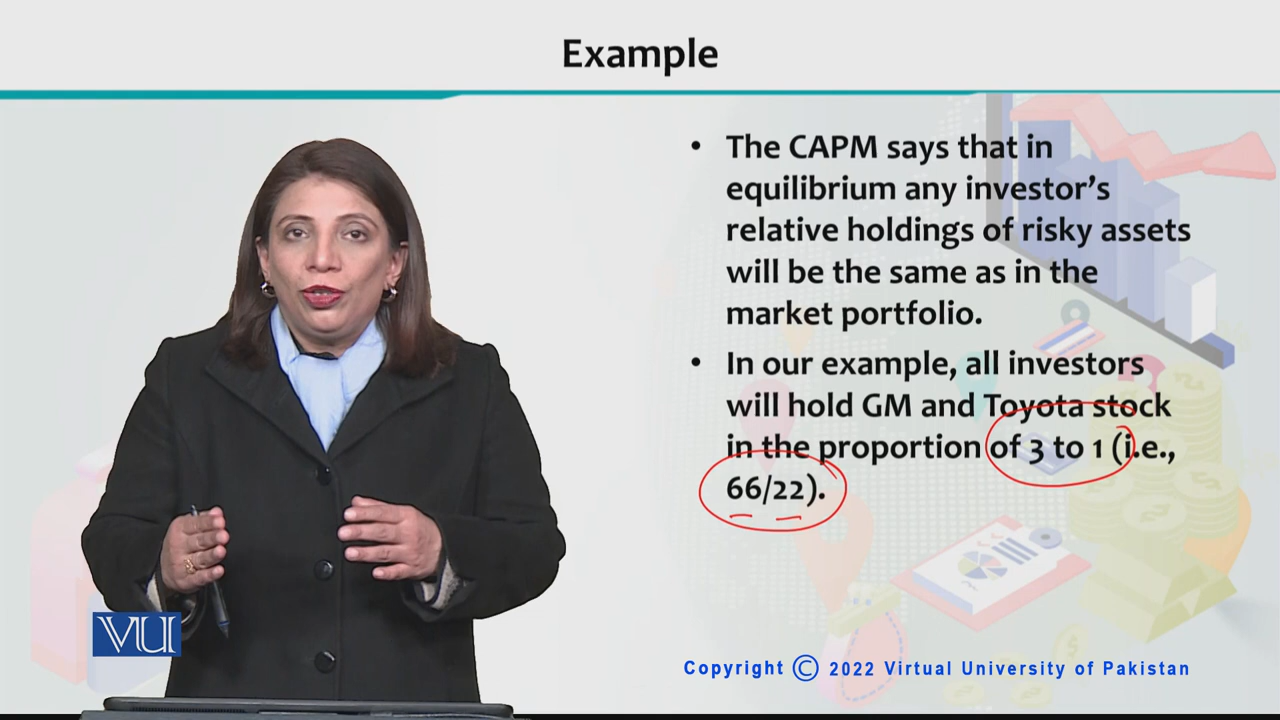 Example
• The CAPM says that in
equilibrium any investor's
relative holdings of risky assets
will be the same as in the
market portfolio.
• In our example, all investors
will hold GM and Toyota stock
in the proportion of 3 to 1 (i.e.,
66/22).
VU
Copyright © 2022 Virtual University of Pakistan